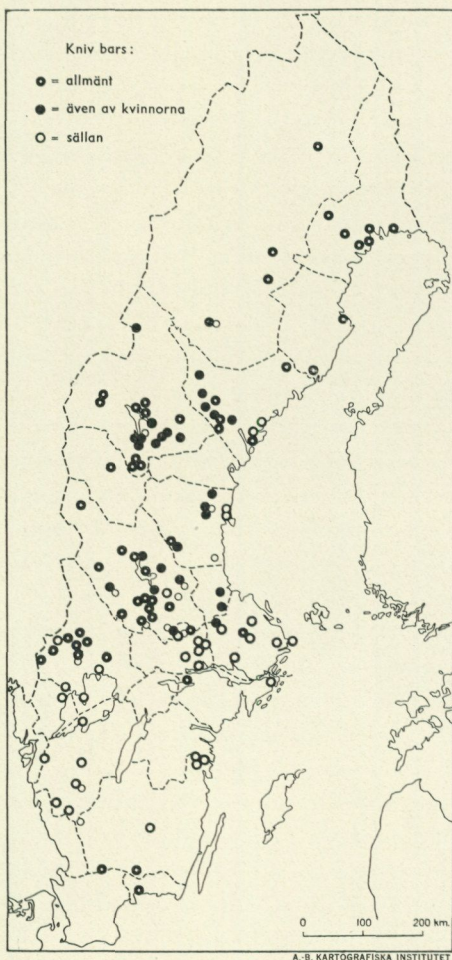 Kniv bars:
= allmänt
= även av kvinnorna
= sällan
0 100 200 km.
A.-B. KARTOGRAFISKA INSTITUTET